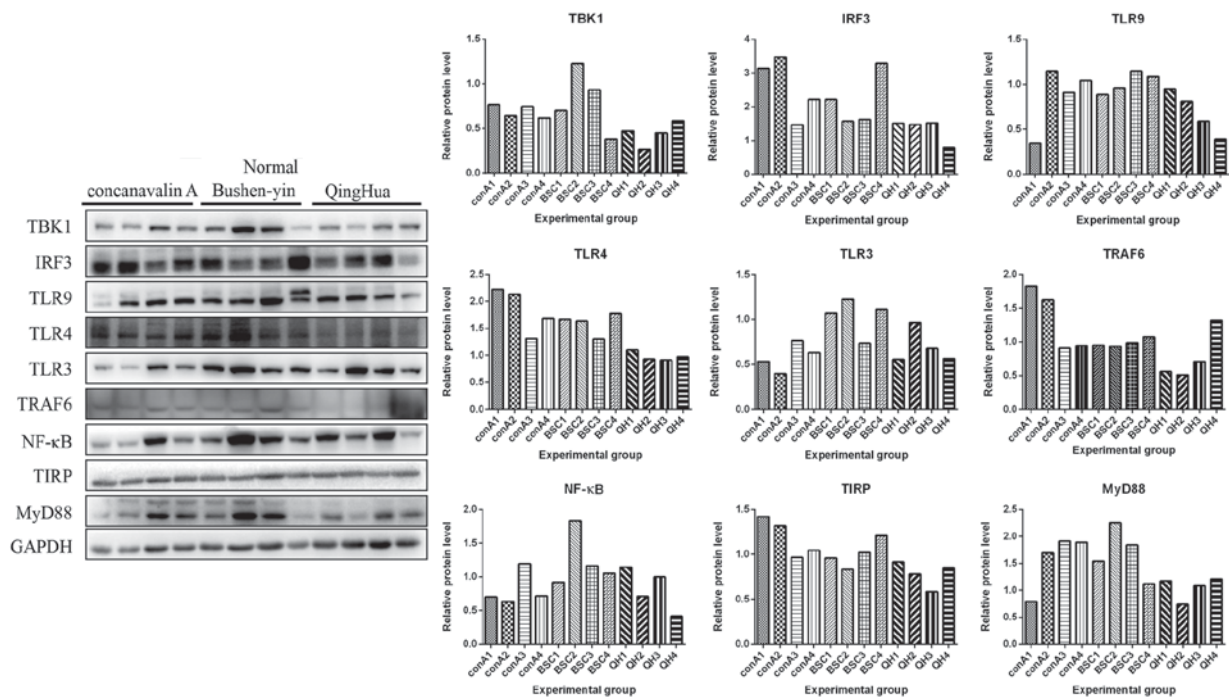 Normal
concanavalin A Bushen-yin QingHua
TBK1
IRF3
TLR9
TLR4
TLR3
TRAF6
NF-κB
TIRP
MyD88
GAPDH
TBK1
Relative protein level
1.5
1.0
0.5
0.0
conA1 conA2 conA3 conA4 BSC1 BSC2 BSC3 BSC4 QH1 QH2 QH3 QH4
Experimental group
IRF3
Relative protein level
4
3
2
1
0
conA1 conA2 conA3 conA4 BSC1 BSC2 BSC3 BSC4 QH1 QH2 QH3 QH4
Experimental group
TLR9
Relative protein level
1.5
1.0
0.5
0.0
conA1 conA2 conA3 conA4 BSC1 BSC2 BSC3 BSC4 QH1 QH2 QH3 QH4
Experimental group
TLR4
Relative protein level
2.5
2.0
1.5
1.0
0.5
0.0
conA1 conA2 conA3 conA4 BSC1 BSC2 BSC3 BSC4 QH1 QH2 QH3 QH4
Experimental group
TLR3
Relative protein level
1.5
1.0
0.5
0.0
conA1 conA2 conA3 conA4 BSC1 BSC2 BSC3 BSC4 QH1 QH2 QH3 QH4
Experimental group
TRAF6
Relative protein level
2.0
1.5
1.0
0.5
0.0
conA1 conA2 conA3 conA4 BSC1 BSC2 BSC3 BSC4 QH1 QH2 QH3 QH4
Experimental group
NF-κB
Relative protein level
2.0
1.5
1.0
0.5
0.0
conA1 conA2 conA3 conA4 BSC1 BSC2 BSC3 BSC4 QH1 QH2 QH3 QH4
Experimental group
TIRP
Relative protein level
1.5
1.0
0.5
0.0
conA1 conA2 conA3 conA4 BSC1 BSC2 BSC3 BSC4 QH1 QH2 QH3 QH4
Experimental group
MyD88
Relative protein level
2.5
2.0
1.5
1.0
0.5
0.0
conA1 conA2 conA3 conA4 BSC1 BSC2 BSC3 BSC4 QH1 QH2 QH3 QH4
Experimental group